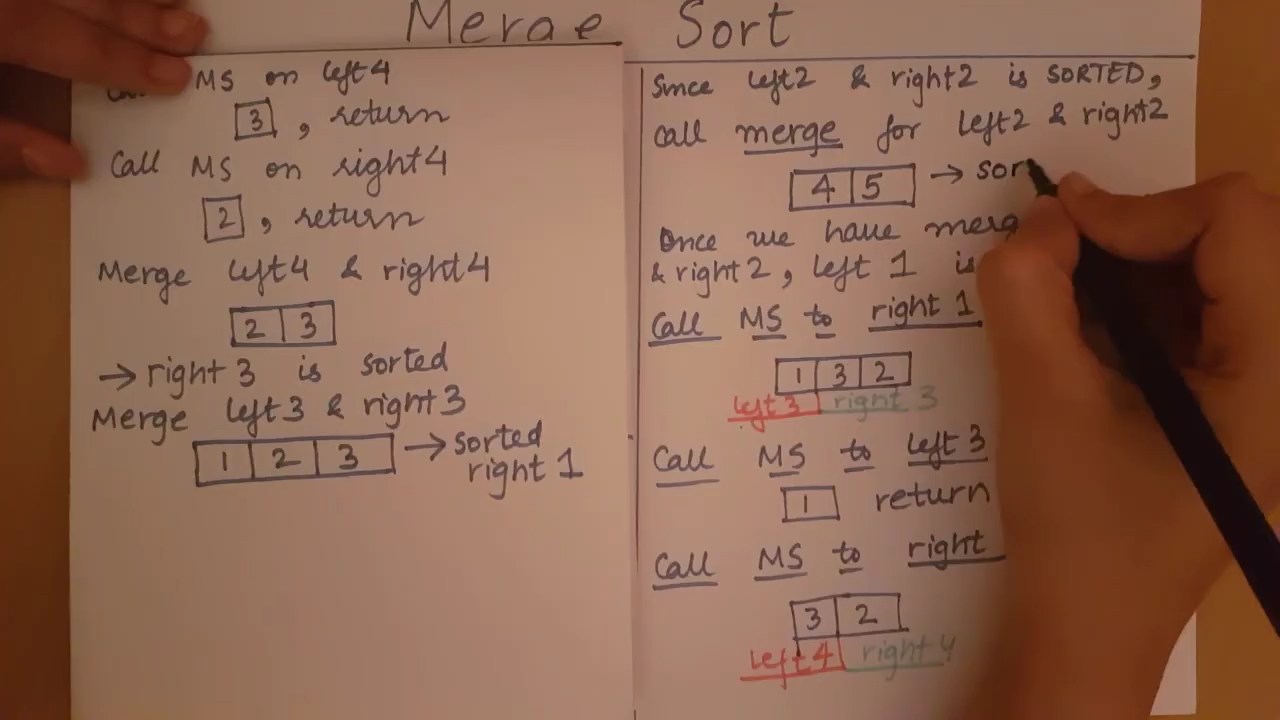 Merge Sort
MS on left4
3 , return
Call MS on right4
2 , return
Merge left4 & right4
2 3
→ right 3 is sorted
Merge left3 & right3
1 2 3 → sorted
right 1
Since left2 & right2 is SORTED,
call merge for left2 & right2
4 5 → sor
Once we have merg
& right 2, left 1 is
Call MS to right 1
1 3 2
left3 right 3
Call MS to left 3
1 return
Call MS to right
3 2
left4 right 4